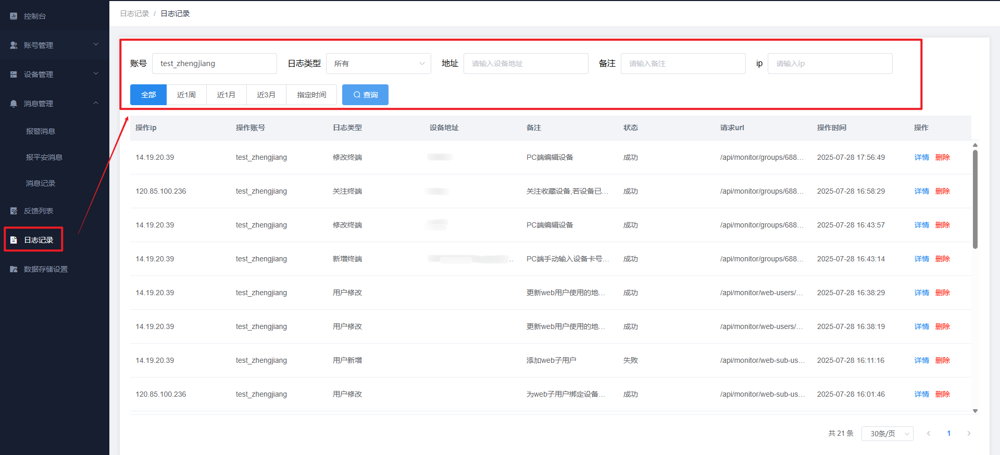 控制台
账号管理
设备管理
消息管理
报警消息
报平安消息
消息记录
反馈列表
日志记录
数据存储设置
日志记录 / 日志记录
账号 test_zhengjiang 日志类型 所有 地址 请输入设备地址 备注 请输入备注 ip 请输入ip
全部 近1周 近1月 近3月 指定时间 查询
操作ip 操作账号 日志类型 设备地址 备注 状态 请求url 操作时间 操作
14.19.20.39 test_zhengjiang 修改终端 PC端编辑设备 成功 /api/monitor/groups/688... 2025-07-28 17:56:49 详情 删除
120.85.100.236 test_zhengjiang 关注终端 关注收藏设备,若设备已... 成功 /api/monitor/groups/688... 2025-07-28 16:58:29 详情 删除
14.19.20.39 test_zhengjiang 修改终端 PC端编辑设备 成功 /api/monitor/groups/688... 2025-07-28 16:43:57 详情 删除
14.19.20.39 test_zhengjiang 新增终端 .. PC端手动输入设备卡号... 成功 /api/monitor/groups/688... 2025-07-28 16:43:14 详情 删除
14.19.20.39 test_zhengjiang 用户修改 更新web用户使用的地... 成功 /api/monitor/web-users/... 2025-07-28 16:38:29 详情 删除
14.19.20.39 test_zhengjiang 用户修改 更新web用户使用的地... 成功 /api/monitor/web-users/... 2025-07-28 16:38:19 详情 删除
14.19.20.39 test_zhengjiang 用户新增 添加web子用户 失败 /api/monitor/web-sub-us... 2025-07-28 16:11:16 详情 删除
120.85.100.236 test_zhengjiang 用户修改 为web子用户绑定设备... 成功 /api/monitor/web-sub-us... 2025-07-28 16:01:46 详情 删除
共 21 条 30条/页 1